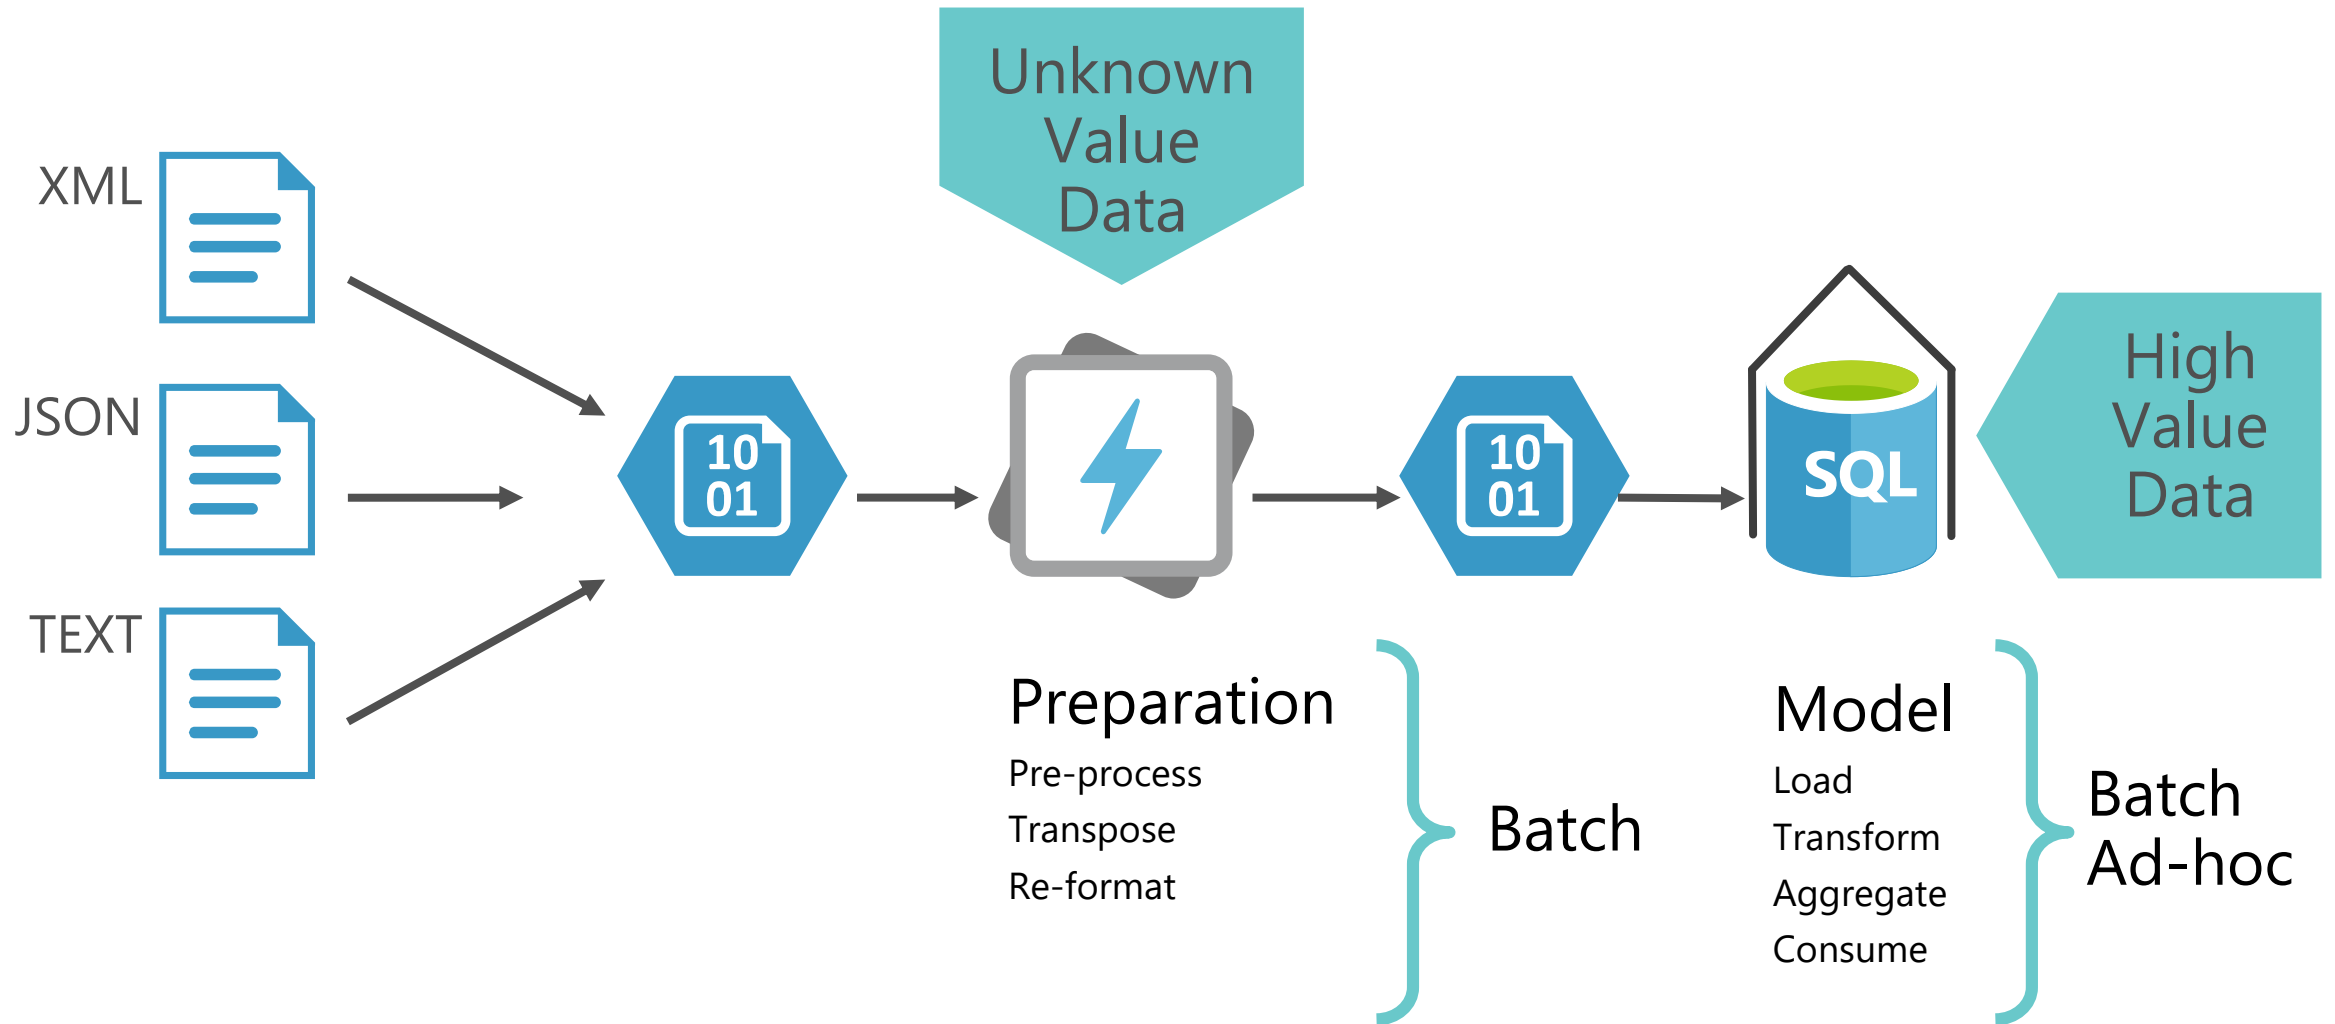 Unknown
Value
Data
XML
JSON
TEXT
10
01
10
01
SQL
High
Value
Data
Preparation
Pre-process
Transpose
Re-format
Batch
Model
Load
Transform
Aggregate
Consume
Batch
Ad-hoc